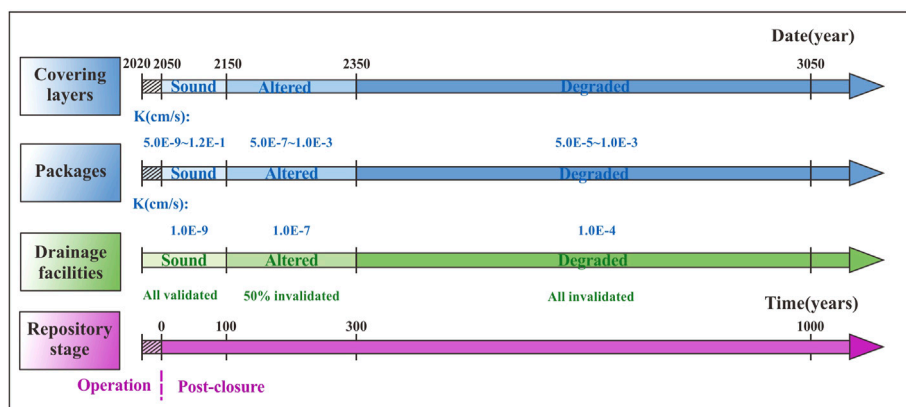 Date(year)
2020 2050 2150 2350 3050
Covering
layers
Sound Altered Degraded
K(cm/s):
5.0E-9~1.2E-1 5.0E-7~1.0E-3 5.0E-5~1.0E-3
Packages
Sound Altered Degraded
K(cm/s):
1.0E-9 1.0E-7 1.0E-4
Drainage
facilities
Sound Altered Degraded
All validated 50% invalidated All invalidated
Time(years)
0 100 300 1000
Repository
stage
Operation Post-closure